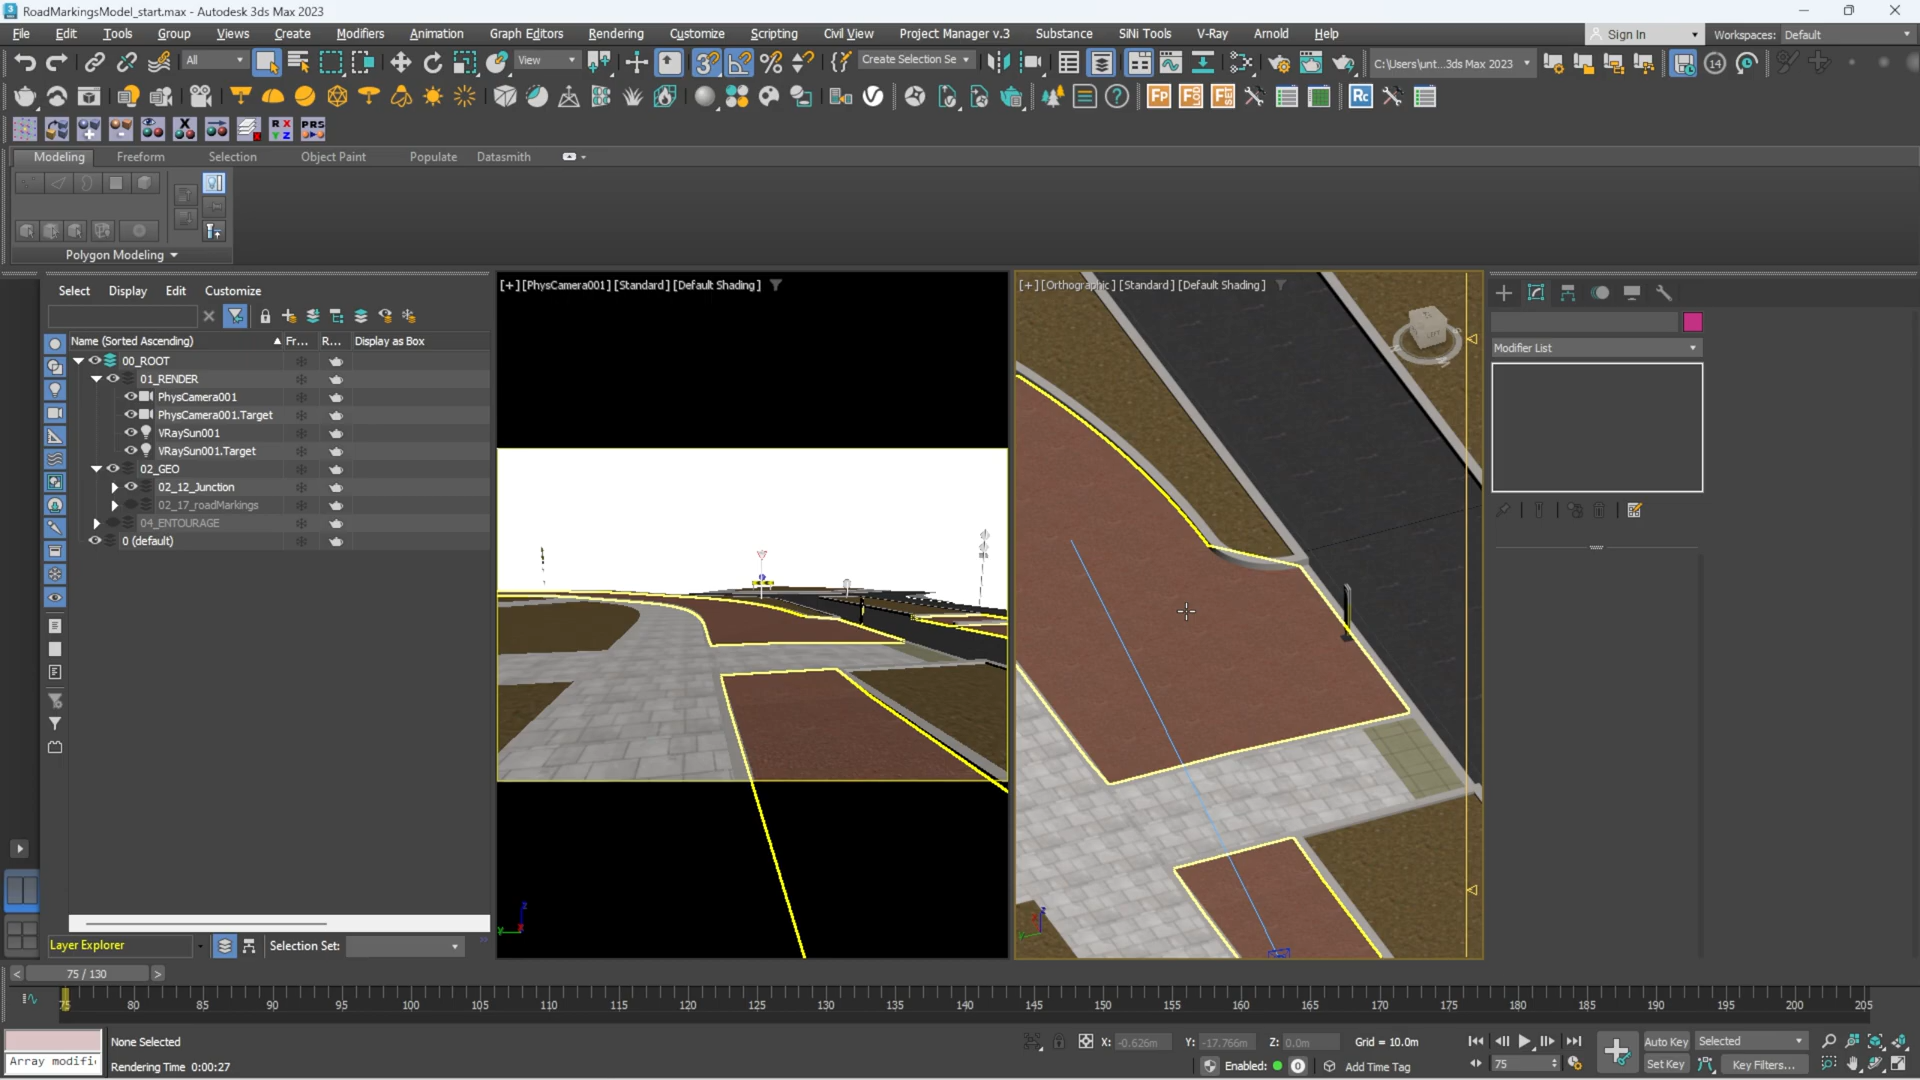 RoadMarkingsModel_start.max - Autodesk 3ds Max 2023
File Edit Tools Group Views Create Modifiers Animation Graph Editors Rendering Customize Scripting Civil View Project Manager v.3 Substance SiNi Tools V-Ray Arnold Help
Sign In Workspaces: Default
All View Create Selection Se C:\Users\unt...3ds Max 2023 14
Fp
Rc
R X
Y Z
PRS
Modeling Freeform Selection Object Paint Populate Datasmith
Polygon Modeling
Select Display Edit Customize
Name (Sorted Ascending) Fr... R... Display as Box
00_ROOT
01_RENDER
PhysCamera001
PhysCamera001.Target
VRaySun001
VRaySun001.Target
02_GEO
02_12_Junction
02_17_roadMarkings
04_ENTOURAGE
0 (default)
Layer Explorer Selection Set:
[+] [PhysCamera001] [Standard] [Default Shading]
[+] [Orthographic] [Standard] [Default Shading]
Modifier List
75 / 130
75 80 85 90 95 100 105 110 115 120 125 130 135 140 145 150 155 160 165 170 175 180 185 190 195 200 205
None Selected
X: -0.626m Y: -17.766m Z: 0.0m Grid = 10.0m
Auto Key Selected
Array modifi
Rendering Time 0:00:27
Enabled: 0 Add Time Tag
75 Set Key Key Filters...